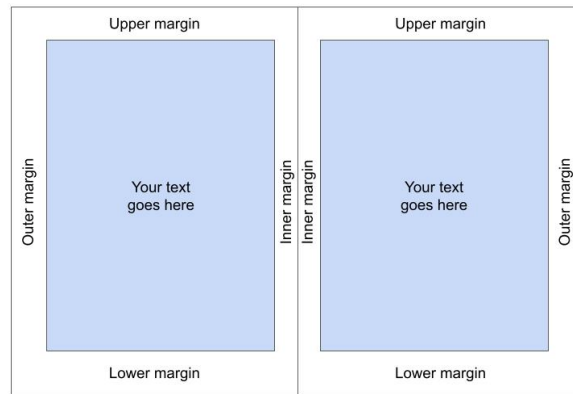 Upper margin
Outer margin
Your text
goes here
Inner margin
Lower margin
Upper margin
Inner margin
Your text
goes here
Outer margin
Lower margin